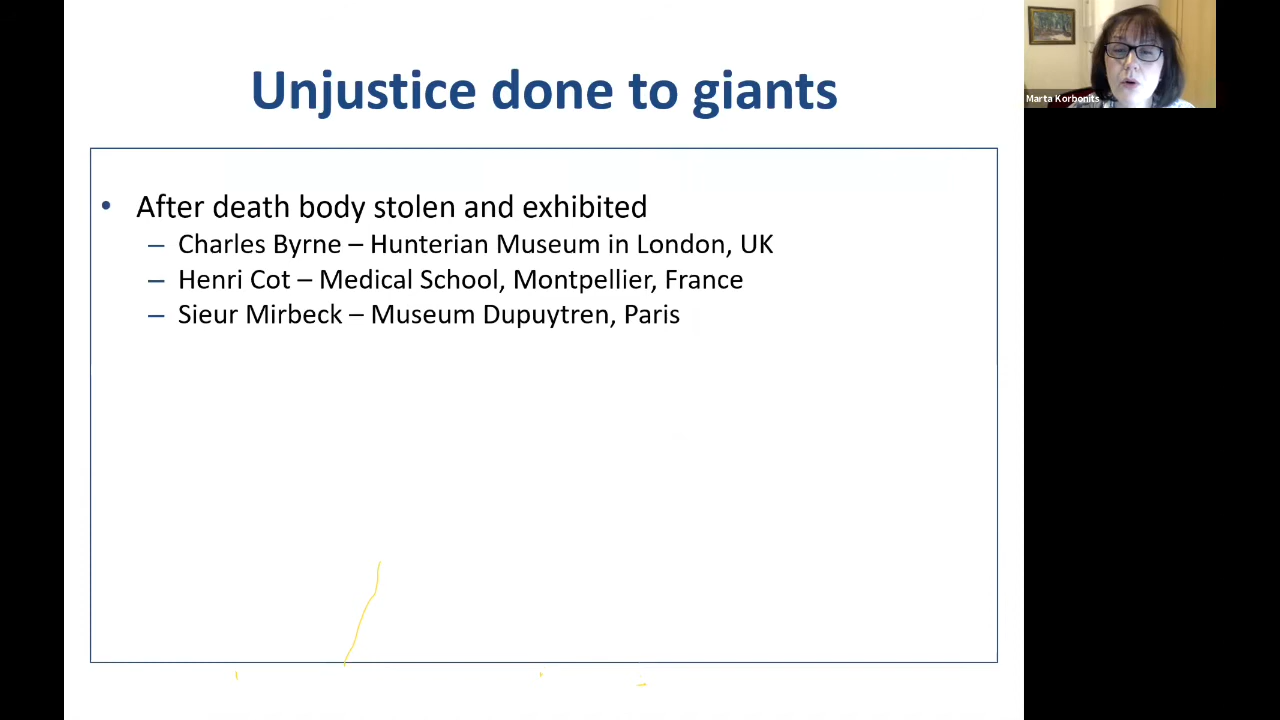 Unjustice done to giants
Marta Korbonits
• After death body stolen and exhibited
– Charles Byrne – Hunterian Museum in London, UK
– Henri Cot – Medical School, Montpellier, France
– Sieur Mirbeck – Museum Dupuytren, Paris